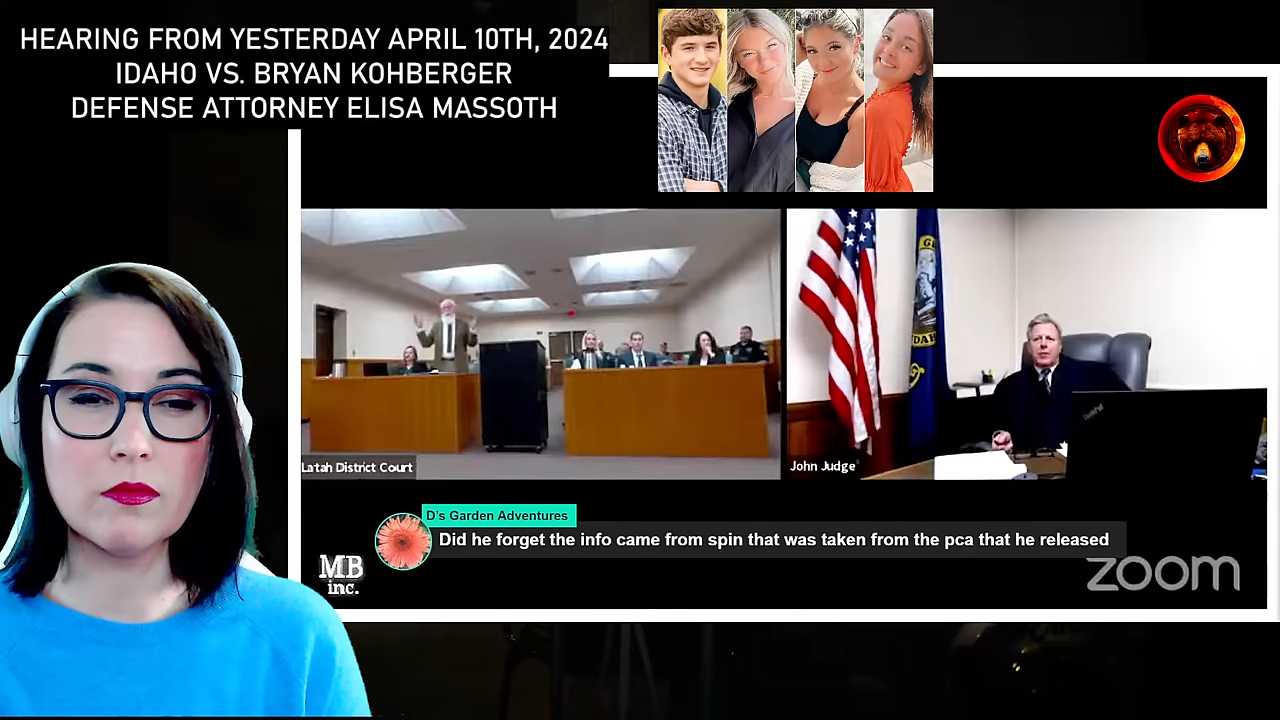 HEARING FROM YESTERDAY APRIL 10TH, 2024
IDAHO VS. BRYAN KOHBERGER
DEFENSE ATTORNEY ELISA MASSOTH
Latah District Court
John Judge
D's Garden Adventures
Did he forget the info came from spin that was taken from the pca that he released
MB
inc.
zoom